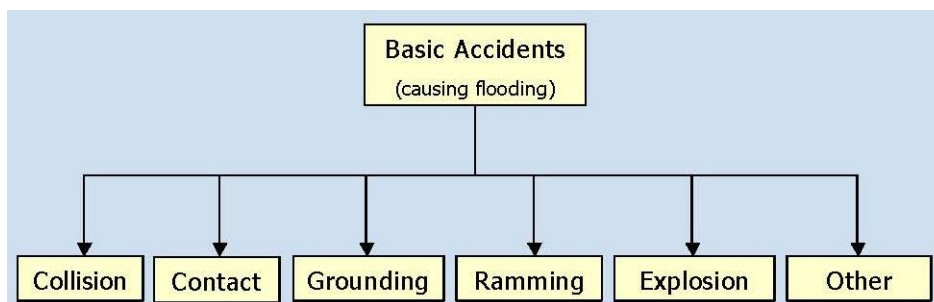 Basic Accidents
(causing flooding)
Collision
Contact
Grounding
Ramming
Explosion
Other